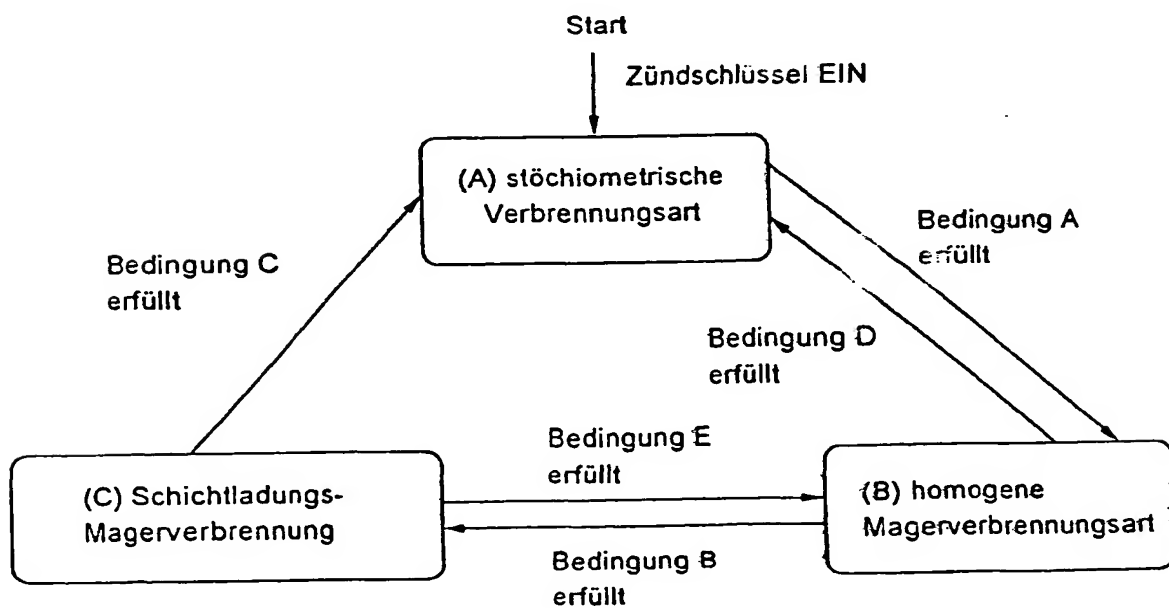 Start
Zündschlüssel EIN
(A) stöchiometrische
Verbrennungsart
Bedingung A
erfüllt
Bedingung C
erfüllt
Bedingung D
erfüllt
Bedingung E
erfüllt
(C) Schichtladungs-
Magerverbrennung
(B) homogene
Magerverbrennungsart
Bedingung B
erfüllt